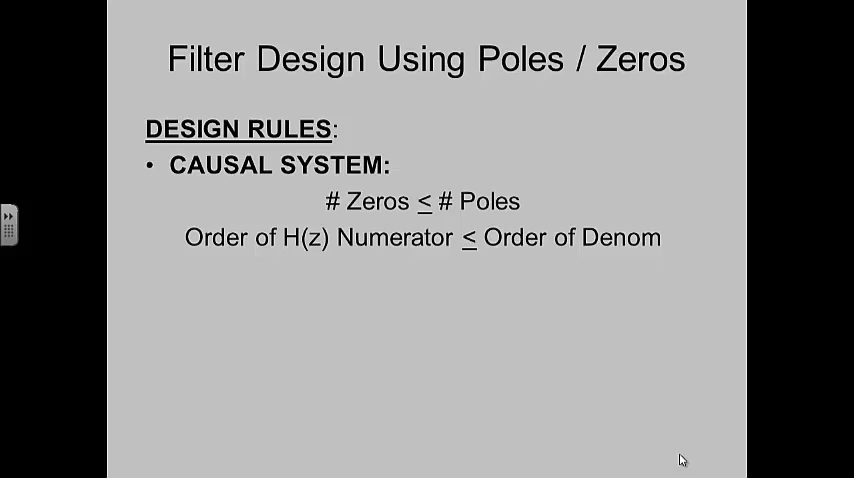 Filter Design Using Poles / Zeros
DESIGN RULES:
• CAUSAL SYSTEM:
# Zeros < # Poles
Order of H(z) Numerator < Order of Denom